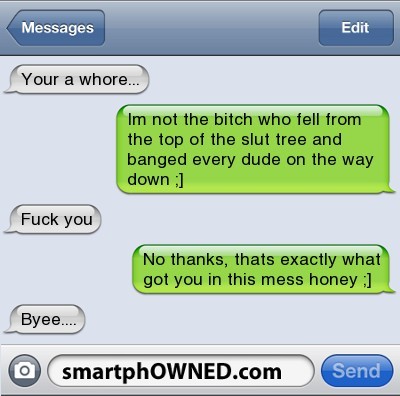 Messages
Edit
Your a whore...
Im not the bitch who fell from
the top of the slut tree and
banged every dude on the way
down ;]
Fuck you
No thanks, thats exactly what
got you in this mess honey ;]
Byee....
smartphOWNED.com
Send